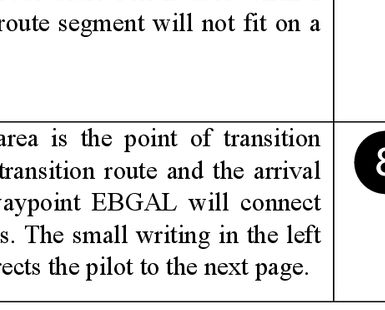 route segment will not fit on a
area is the point of transition
transition route and the arrival
waypoint EBGAL will connect
s. The small writing in the left
rects the pilot to the next page.
8